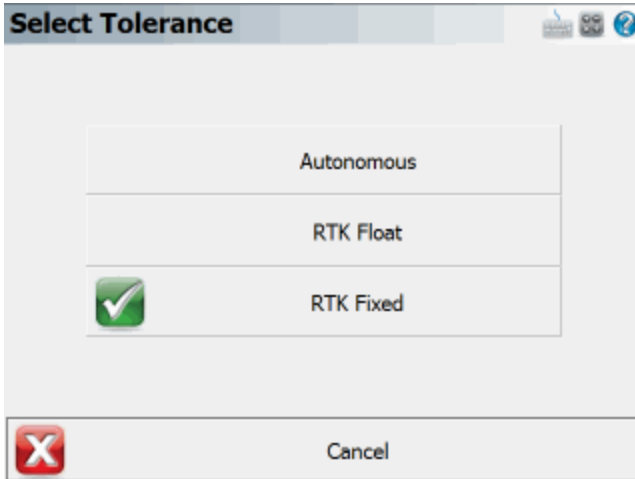 Select Tolerance
Autonomous
RTK Float
RTK Fixed
Cancel